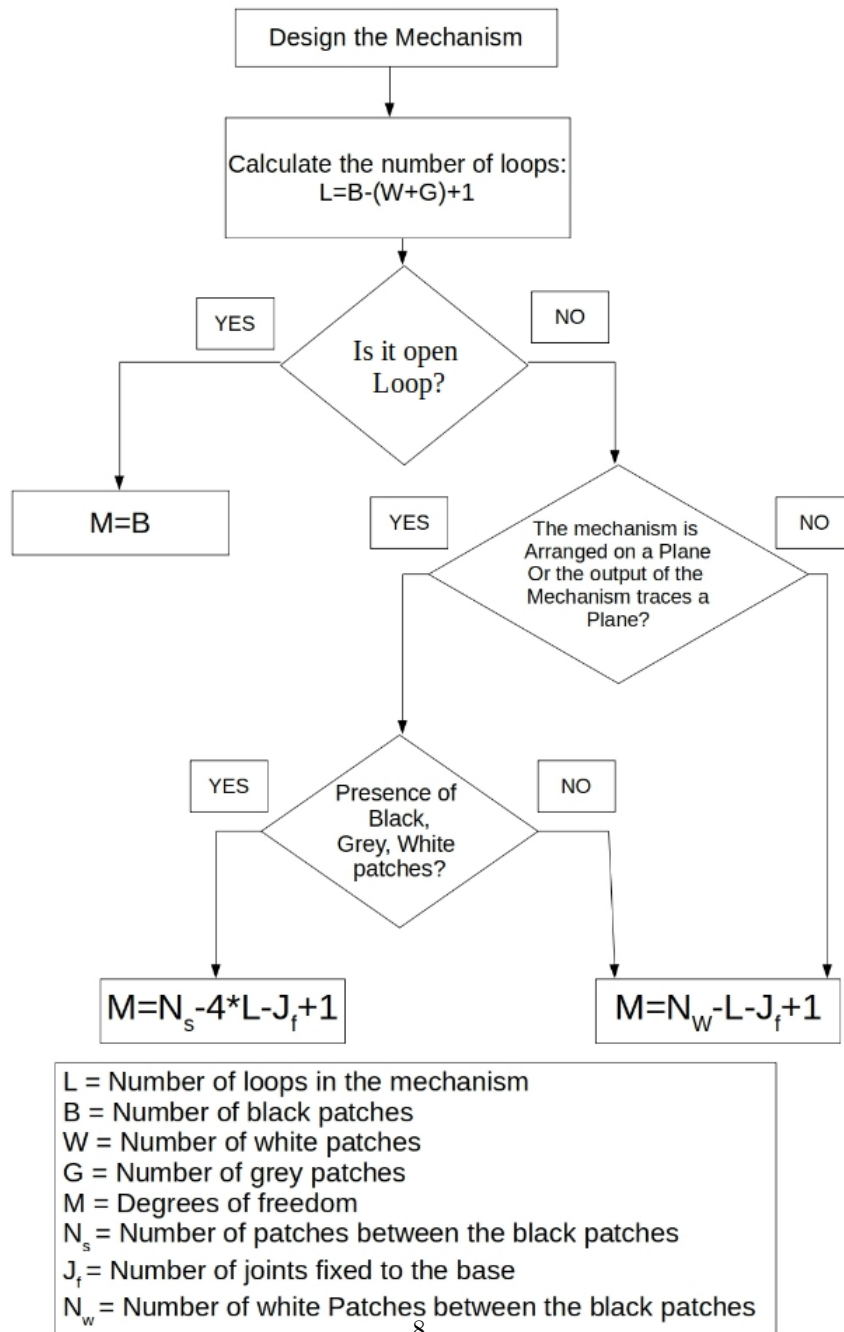 Design the Mechanism
Calculate the number of loops:
L=B-(W+G)+1
YES
NO
Is it open
Loop?
M=B
YES
NO
The mechanism is
Arranged on a Plane
Or the output of the
Mechanism traces a
Plane?
YES
NO
Presence of
Black,
Grey, White
patches?
M=Ns-4*L-Jf+1
M=NW-L-Jf+1
L = Number of loops in the mechanism
B = Number of black patches
W = Number of white patches
G = Number of grey patches
M = Degrees of freedom
Ns = Number of patches between the black patches
Jf = Number of joints fixed to the base
Nw = Number of white Patches between the black patches
8